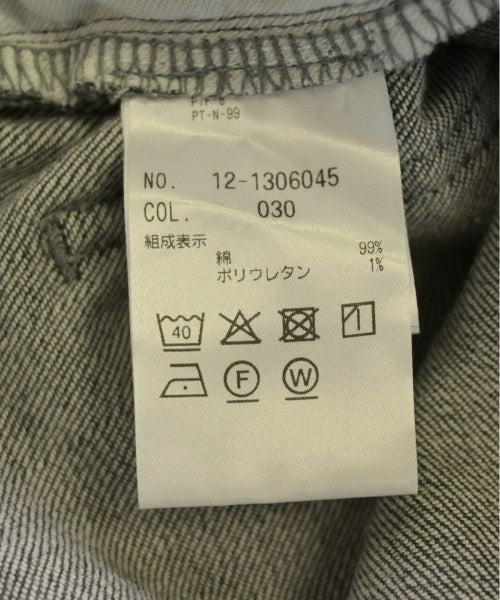 PT-N-99
NO. 12-1306045
COL. 030
組成表示
綿 99%
ポリウレタン 1%
40
F W